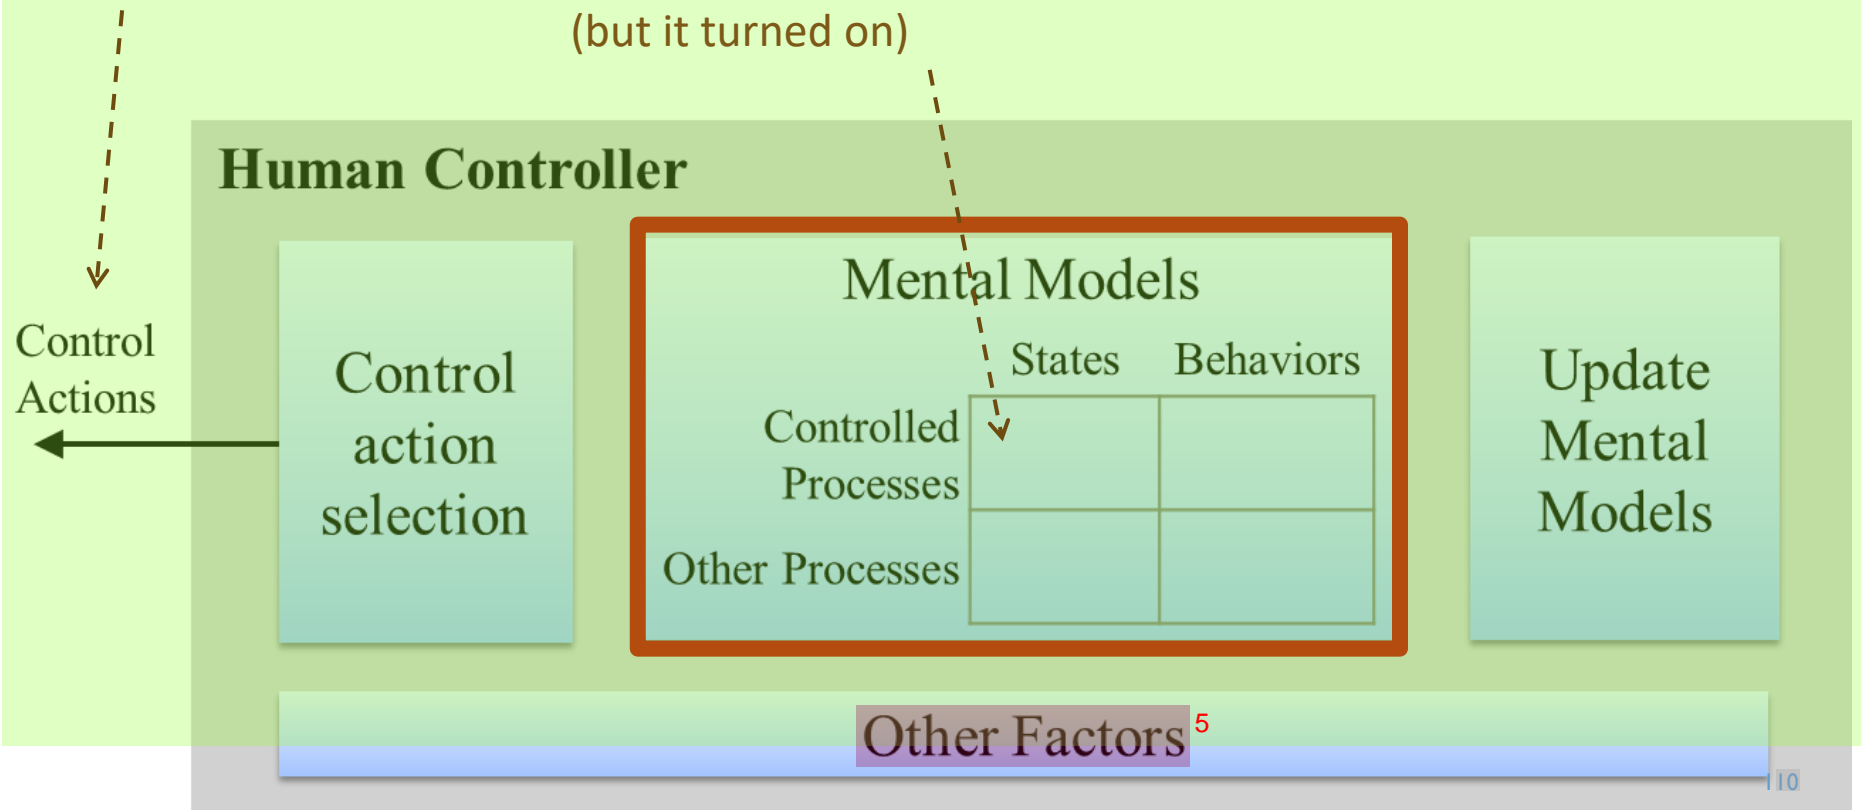 (but it turned on)
Human Controller
Control
Actions
Control
action
selection
Mental Models
States Behaviors
Controlled
Processes
Other Processes
Update
Mental
Models
Other Factors 5
110